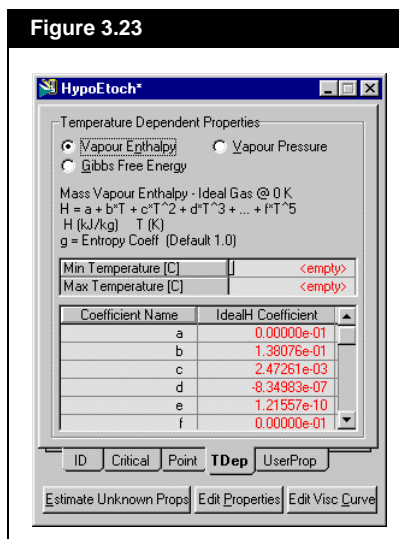 Figure 3.23
HypoEtoch*
Temperature Dependent Properties
Vapour Enthalpy Vapour Pressure
Gibbs Free Energy
Mass Vapour Enthalpy - Ideal Gas @ 0 K
H = a + b*T + c*T^2 + d*T^3 + ... + f*T^5
H (kJ/kg) T (K)
g = Entropy Coeff (Default 1.0)
Min Temperature [C] <empty>
Max Temperature [C] <empty>
Coefficient Name IdealH Coefficient
a 0.00000e-01
b 1.38076e-01
c 2.47261e-03
d -8.34983e-07
e 1.21557e-10
f 0.00000e-01
ID Critical Point TDep UserProp
Estimate Unknown Props Edit Properties Edit Visc Curve